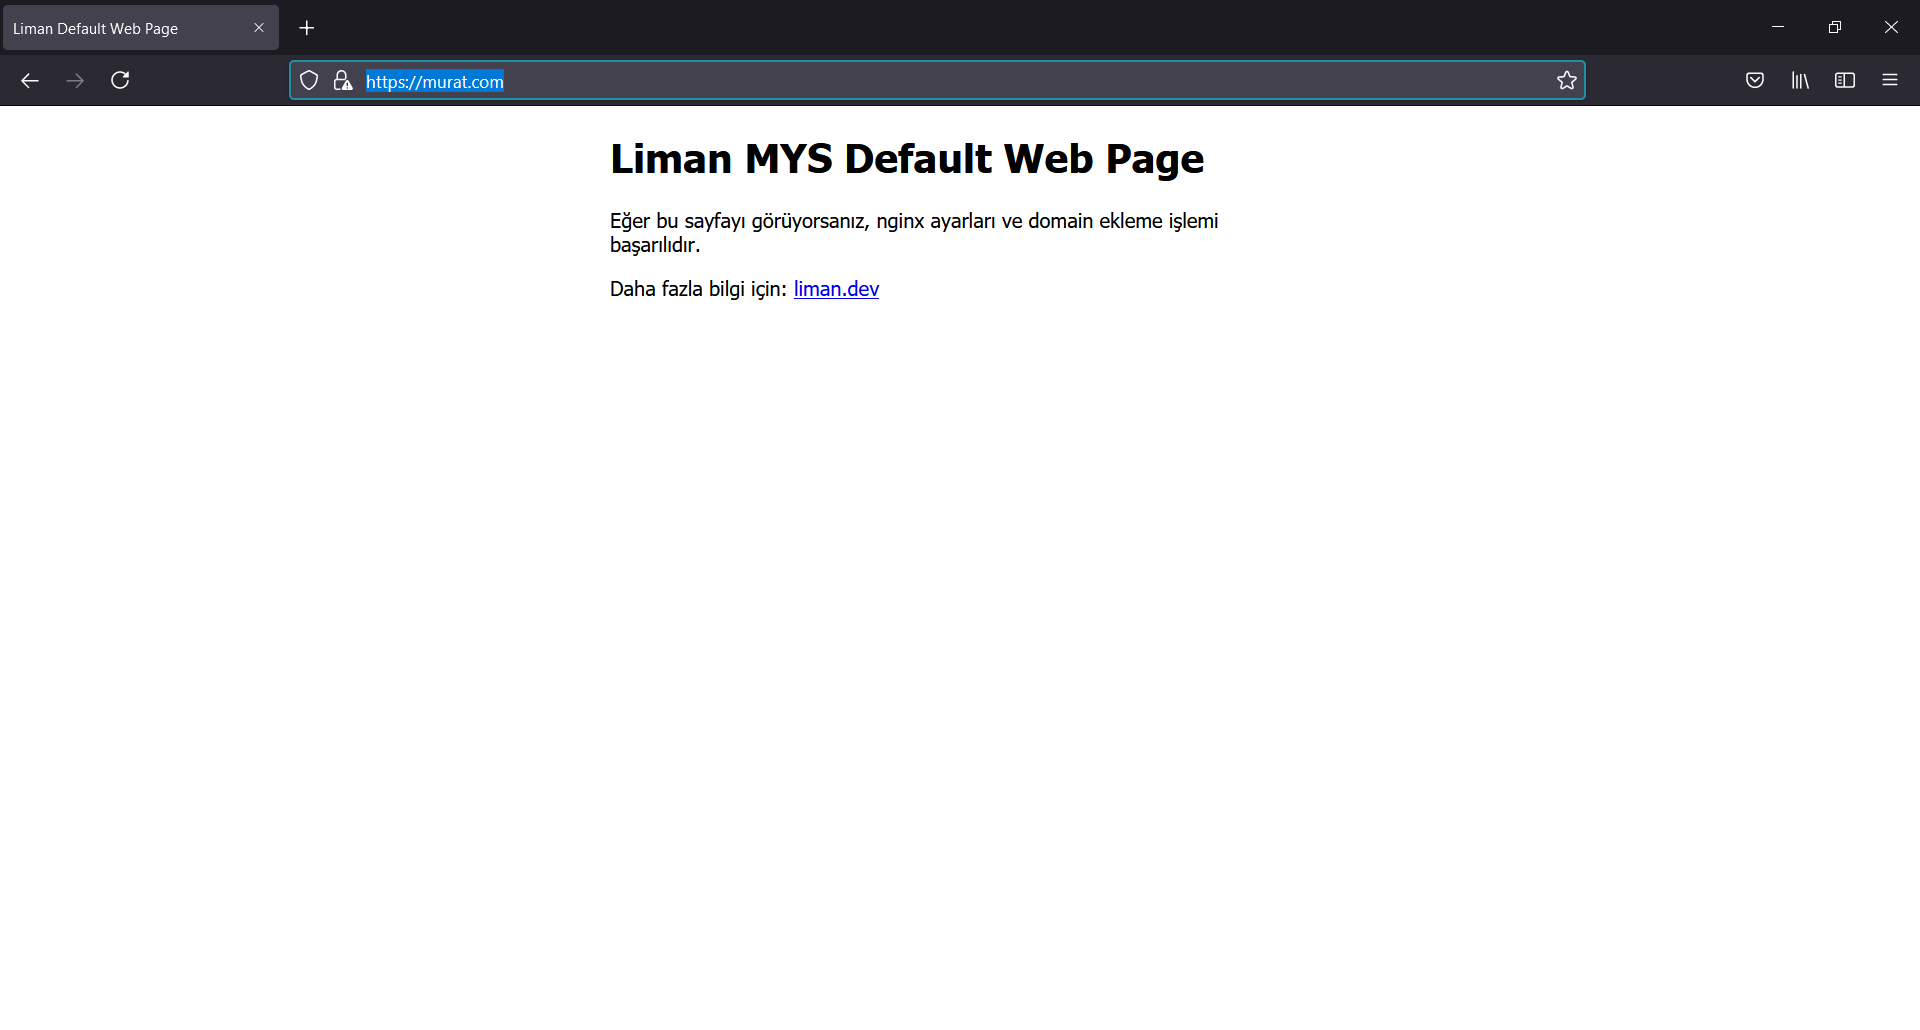 Liman Default Web Page
https://murat.com
Liman MYS Default Web Page
Eğer bu sayfayı görüyorsanız, nginx ayarları ve domain ekleme işlemi
başarılıdır.
Daha fazla bilgi için: liman.dev